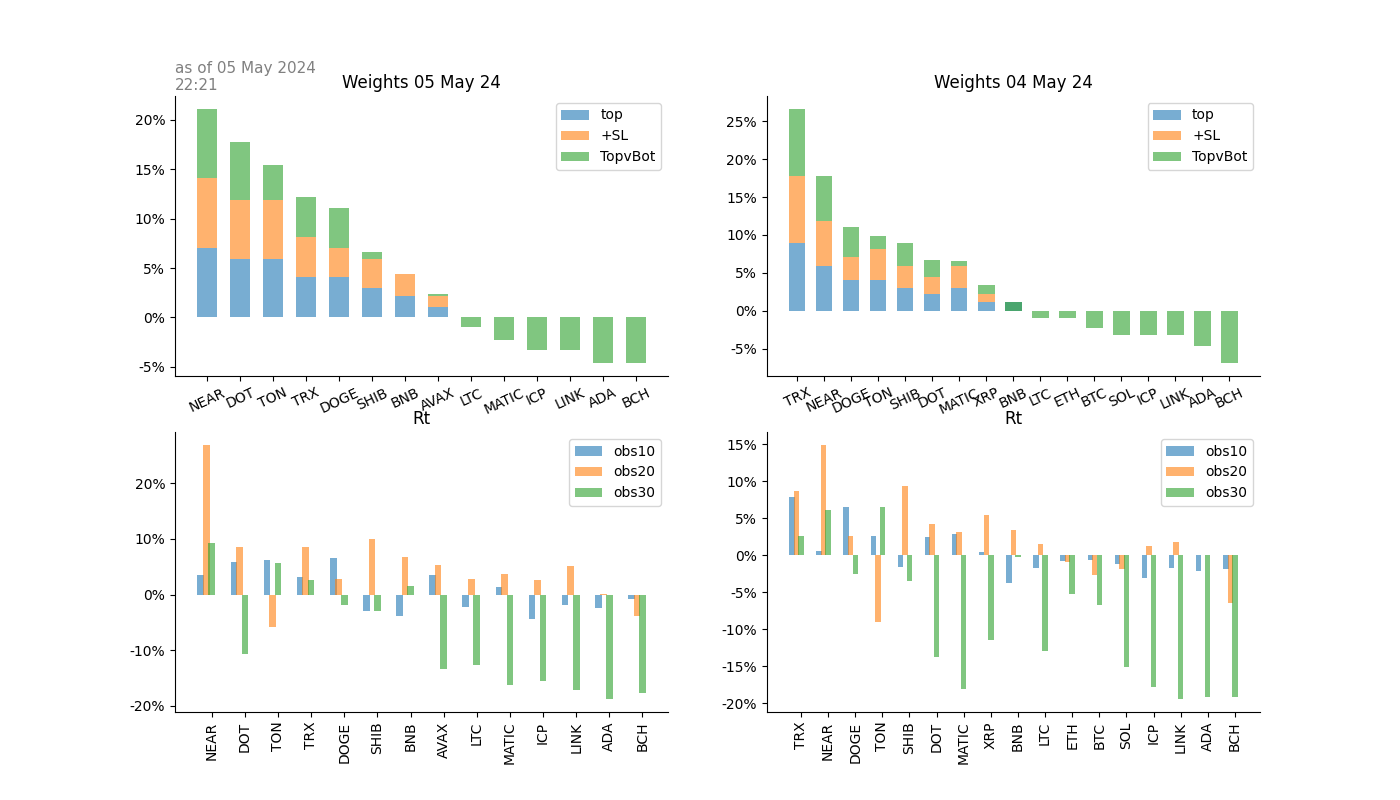 as of 05 May 2024
22:21
Weights 05 May 24
20%
15%
10%
5%
0%
-5%
top
+SL
TopvBot
NEAR DOT TON TRX DOGE SHIB BNB AVAX LTC MATIC ICP LINK ADA BCH
Weights 04 May 24
25%
20%
15%
10%
5%
0%
-5%
top
+SL
TopvBot
TRX NEAR DOGE TON SHIB DOT MATIC XRP BNB LTC ETH BTC SOL ICP LINK ADA BCH
Rt
20%
10%
0%
-10%
-20%
obs10
obs20
obs30
NEAR DOT TON TRX DOGE SHIB BNB AVAX LTC MATIC ICP LINK ADA BCH
Rt
15%
10%
5%
0%
-5%
-10%
-15%
-20%
obs10
obs20
obs30
TRX NEAR DOGE TON SHIB DOT MATIC XRP BNB LTC ETH BTC SOL ICP LINK ADA BCH